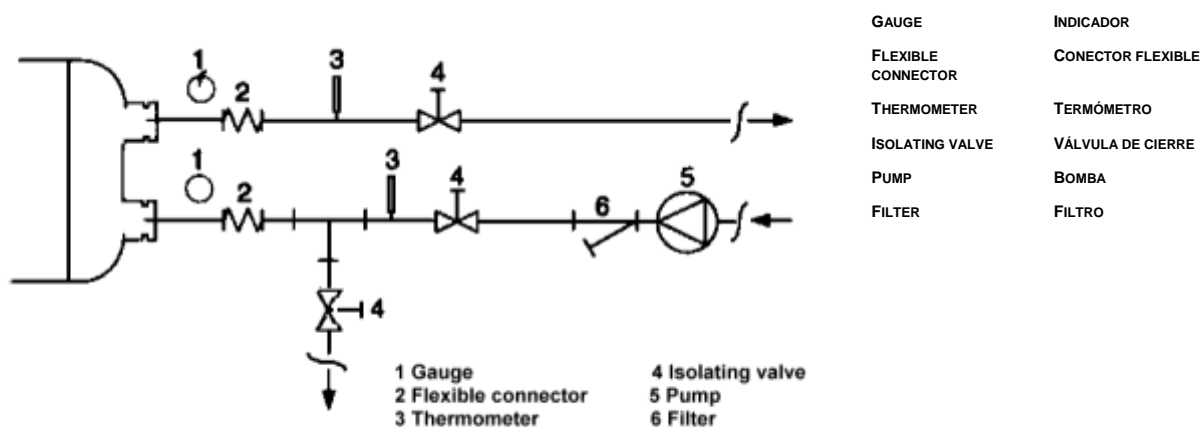 1
2
3
4
1
2
3
4
6
5
4
1 Gauge
2 Flexible connector
3 Thermometer
4 Isolating valve
5 Pump
6 Filter
GAUGE INDICADOR
FLEXIBLE CONECTOR FLEXIBLE
CONNECTOR
THERMOMETER TERMÓMETRO
ISOLATING VALVE VÁLVULA DE CIERRE
PUMP BOMBA
FILTER FILTRO